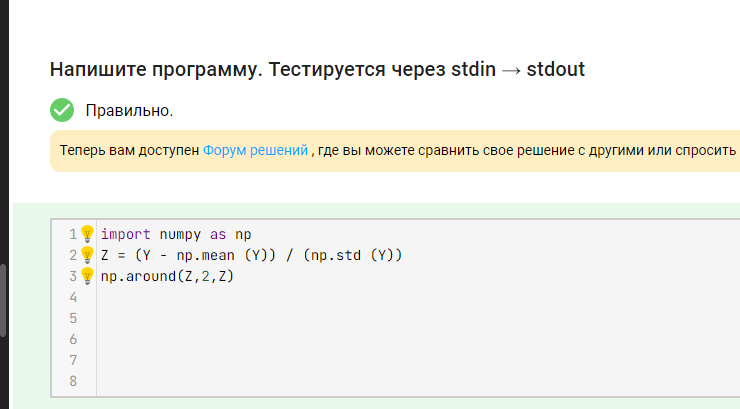 Напишите программу. Тестируется через stdin → stdout
Правильно.
Теперь вам доступен Форум решений , где вы можете сравнить свое решение с другими или спросить
1 import numpy as np
2 Z = (Y - np.mean (Y)) / (np.std (Y))
3 np.around(Z,2,Z)
4
5
6
7
8